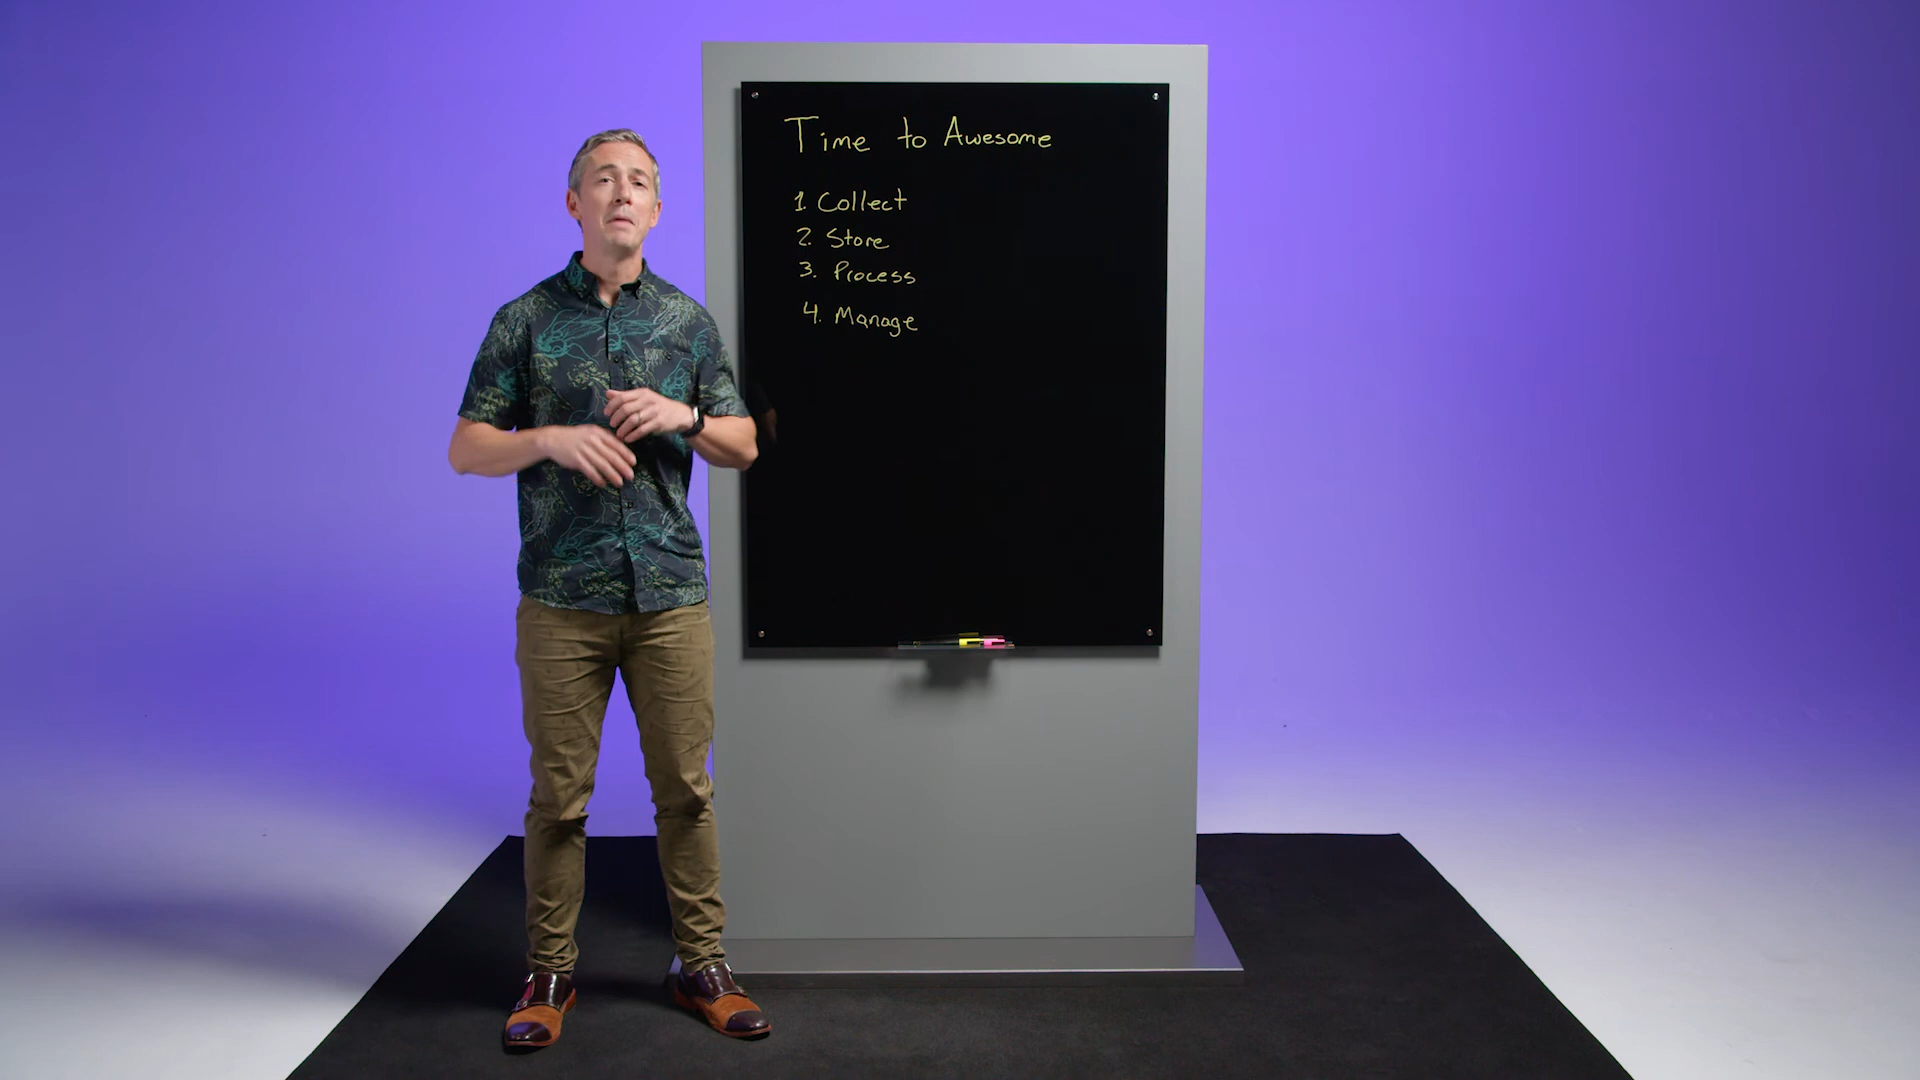 Time to Awesome
1. Collect
2. Store
3. Process
4. Manage